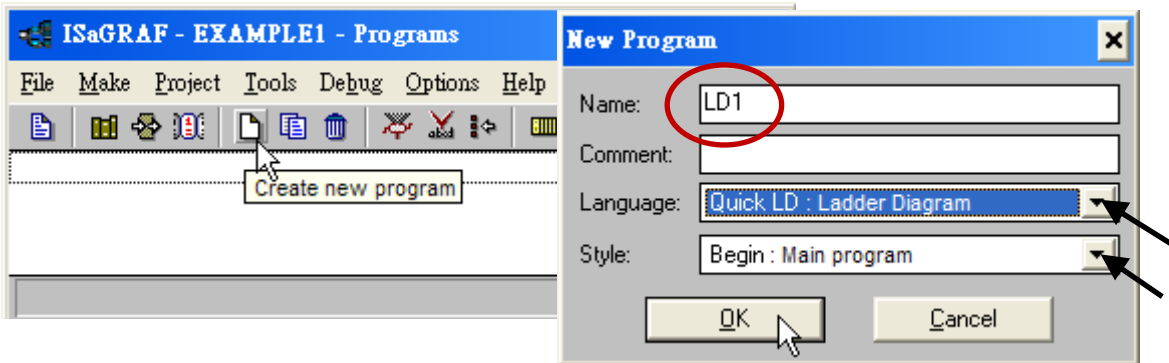 ISaGRAF - EXAMPLE1 - Programs
File Make Project Tools Debug Options Help
Create new program
New Program
Name: LD1
Comment:
Language: Quick LD : Ladder Diagram
Style: Begin : Main program
OK Cancel